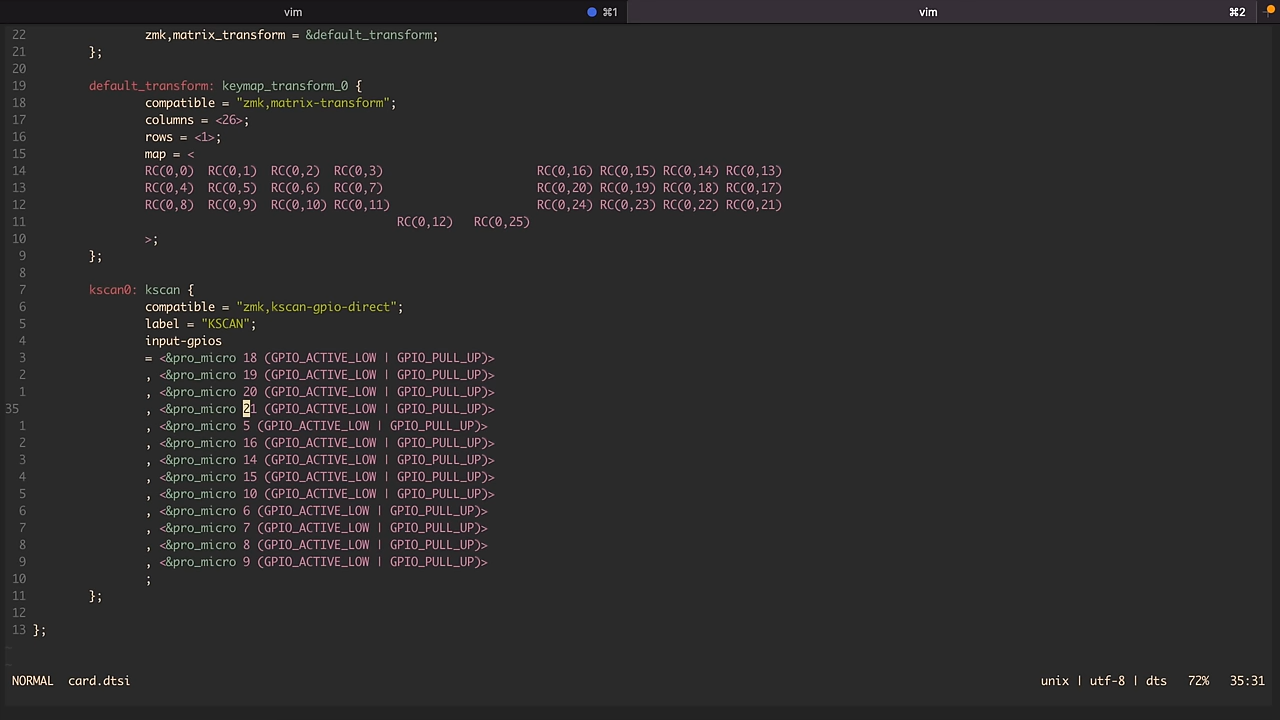 vim ⌘1 vim ⌘2
22 zmk,matrix_transform = &default_transform;
21 };
20
19 default_transform: keymap_transform_0 {
18 compatible = "zmk,matrix-transform";
17 columns = <26>;
16 rows = <1>;
15 map = <
14 RC(0,0) RC(0,1) RC(0,2) RC(0,3) RC(0,16) RC(0,15) RC(0,14) RC(0,13)
13 RC(0,4) RC(0,5) RC(0,6) RC(0,7) RC(0,20) RC(0,19) RC(0,18) RC(0,17)
12 RC(0,8) RC(0,9) RC(0,10) RC(0,11) RC(0,24) RC(0,23) RC(0,22) RC(0,21)
11 RC(0,12) RC(0,25)
10 >;
9 };
8
7 kscan0: kscan {
6 compatible = "zmk,kscan-gpio-direct";
5 label = "KSCAN";
4 input-gpios
3 = <&pro_micro 18 (GPIO_ACTIVE_LOW | GPIO_PULL_UP)>
2 , <&pro_micro 19 (GPIO_ACTIVE_LOW | GPIO_PULL_UP)>
1 , <&pro_micro 20 (GPIO_ACTIVE_LOW | GPIO_PULL_UP)>
35 , <&pro_micro 21 (GPIO_ACTIVE_LOW | GPIO_PULL_UP)>
1 , <&pro_micro 5 (GPIO_ACTIVE_LOW | GPIO_PULL_UP)>
2 , <&pro_micro 16 (GPIO_ACTIVE_LOW | GPIO_PULL_UP)>
3 , <&pro_micro 14 (GPIO_ACTIVE_LOW | GPIO_PULL_UP)>
4 , <&pro_micro 15 (GPIO_ACTIVE_LOW | GPIO_PULL_UP)>
5 , <&pro_micro 10 (GPIO_ACTIVE_LOW | GPIO_PULL_UP)>
6 , <&pro_micro 6 (GPIO_ACTIVE_LOW | GPIO_PULL_UP)>
7 , <&pro_micro 7 (GPIO_ACTIVE_LOW | GPIO_PULL_UP)>
8 , <&pro_micro 8 (GPIO_ACTIVE_LOW | GPIO_PULL_UP)>
9 , <&pro_micro 9 (GPIO_ACTIVE_LOW | GPIO_PULL_UP)>
10 ;
11 };
12
13 };
~
~
NORMAL card.dtsi unix | utf-8 | dts 72% 35:31